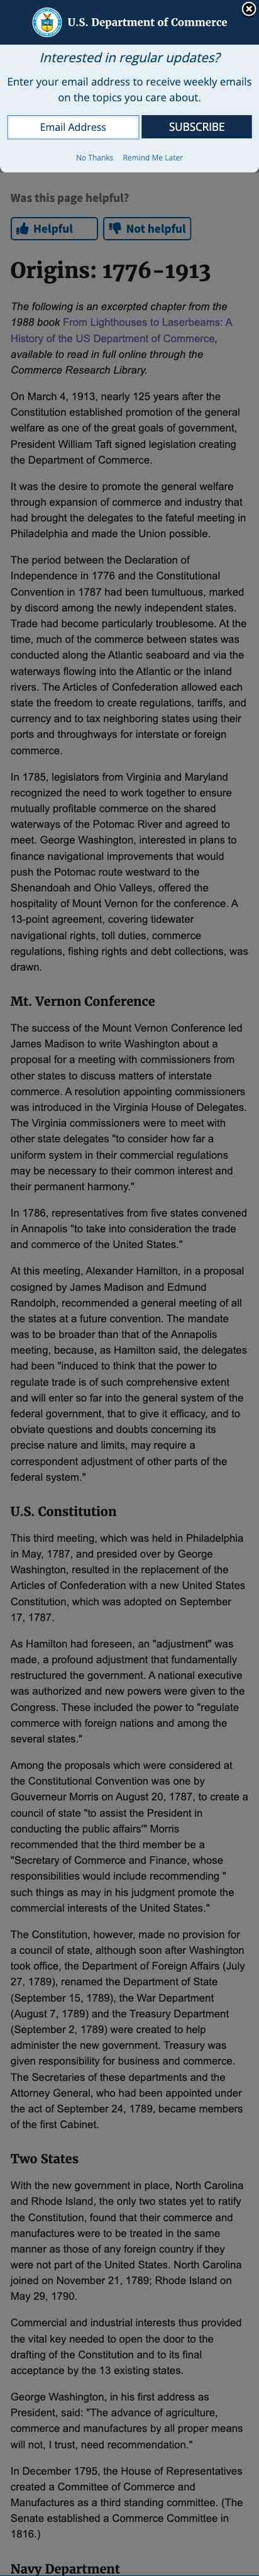 U.S. Department of Commerce
Interested in regular updates?
Enter your email address to receive weekly emails
on the topics you care about.
Email Address
SUBSCRIBE
No Thanks Remind Me Later
Was this page helpful?
Helpful
Not helpful
Origins: 1776-1913
The following is an excerpted chapter from the
1988 book From Lighthouses to Laserbeams: A
History of the US Department of Commerce,
available to read in full online through the
Commerce Research Library.
On March 4, 1913, nearly 125 years after the
Constitution established promotion of the general
welfare as one of the great goals of government,
President William Taft signed legislation creating
the Department of Commerce.
It was the desire to promote the general welfare
through expansion of commerce and industry that
had brought the delegates to the fateful meeting in
Philadelphia and made the Union possible.
The period between the Declaration of
Independence in 1776 and the Constitutional
Convention in 1787 had been tumultuous, marked
by discord among the newly independent states.
Trade had become particularly troublesome. At the
time, much of the commerce between states was
conducted along the Atlantic seaboard and via the
waterways flowing into the Atlantic or the inland
rivers. The Articles of Confederation allowed each
state the freedom to create regulations, tariffs, and
currency and to tax neighboring states using their
ports and throughways for interstate or foreign
commerce.
In 1785, legislators from Virginia and Maryland
recognized the need to work together to ensure
mutually profitable commerce on the shared
waterways of the Potomac River and agreed to
meet. George Washington, interested in plans to
finance navigational improvements that would
push the Potomac route westward to the
Shenandoah and Ohio Valleys, offered the
hospitality of Mount Vernon for the conference. A
13-point agreement, covering tidewater
navigational rights, toll duties, commerce
regulations, fishing rights and debt collections, was
drawn.
Mt. Vernon Conference
The success of the Mount Vernon Conference led
James Madison to write Washington about a
proposal for a meeting with commissioners from
other states to discuss matters of interstate
commerce. A resolution appointing commissioners
was introduced in the Virginia House of Delegates.
The Virginia commissioners were to meet with
other state delegates "to consider how far a
uniform system in their commercial regulations
may be necessary to their common interest and
their permanent harmony."
In 1786, representatives from five states convened
in Annapolis "to take into consideration the trade
and commerce of the United States."
At this meeting, Alexander Hamilton, in a proposal
cosigned by James Madison and Edmund
Randolph, recommended a general meeting of all
the states at a future convention. The mandate
was to be broader than that of the Annapolis
meeting, because, as Hamilton said, the delegates
had been "induced to think that the power to
regulate trade is of such comprehensive extent
and will enter so far into the general system of the
federal government, that to give it efficacy, and to
obviate questions and doubts concerning its
precise nature and limits, may require a
correspondent adjustment of other parts of the
federal system."
U.S. Constitution
This third meeting, which was held in Philadelphia
in May, 1787, and presided over by George
Washington, resulted in the replacement of the
Articles of Confederation with a new United States
Constitution, which was adopted on September
17, 1787.
As Hamilton had foreseen, an "adjustment" was
made, a profound adjustment that fundamentally
restructured the government. A national executive
was authorized and new powers were given to the
Congress. These included the power to "regulate
commerce with foreign nations and among the
several states."
Among the proposals which were considered at
the Constitutional Convention was one by
Gouverneur Morris on August 20, 1787, to create a
council of state "to assist the President in
conducting the public affairs'" Morris
recommended that the third member be a
"Secretary of Commerce and Finance, whose
responsibilities would include recommending "
such things as may in his judgment promote the
commercial interests of the United States."
The Constitution, however, made no provision for
a council of state, although soon after Washington
took office, the Department of Foreign Affairs (July
27, 1789), renamed the Department of State
(September 15, 1789), the War Department
(August 7, 1789) and the Treasury Department
(September 2, 1789) were created to help
administer the new government. Treasury was
given responsibility for business and commerce.
The Secretaries of these departments and the
Attorney General, who had been appointed under
the act of September 24, 1789, became members
of the first Cabinet.
Two States
With the new government in place, North Carolina
and Rhode Island, the only two states yet to ratify
the Constitution, found that their commerce and
manufactures were to be treated in the same
manner as those of any foreign country if they
were not part of the United States. North Carolina
joined on November 21, 1789; Rhode Island on
May 29, 1790.
Commercial and industrial interests thus provided
the vital key needed to open the door to the
drafting of the Constitution and to its final
acceptance by the 13 existing states.
George Washington, in his first address as
President, said: "The advance of agriculture,
commerce and manufactures by all proper means
will not, I trust, need recommendation."
In December 1795, the House of Representatives
created a Committee of Commerce and
Manufactures as a third standing committee. (The
Senate established a Commerce Committee in
1816.)
Navy Department